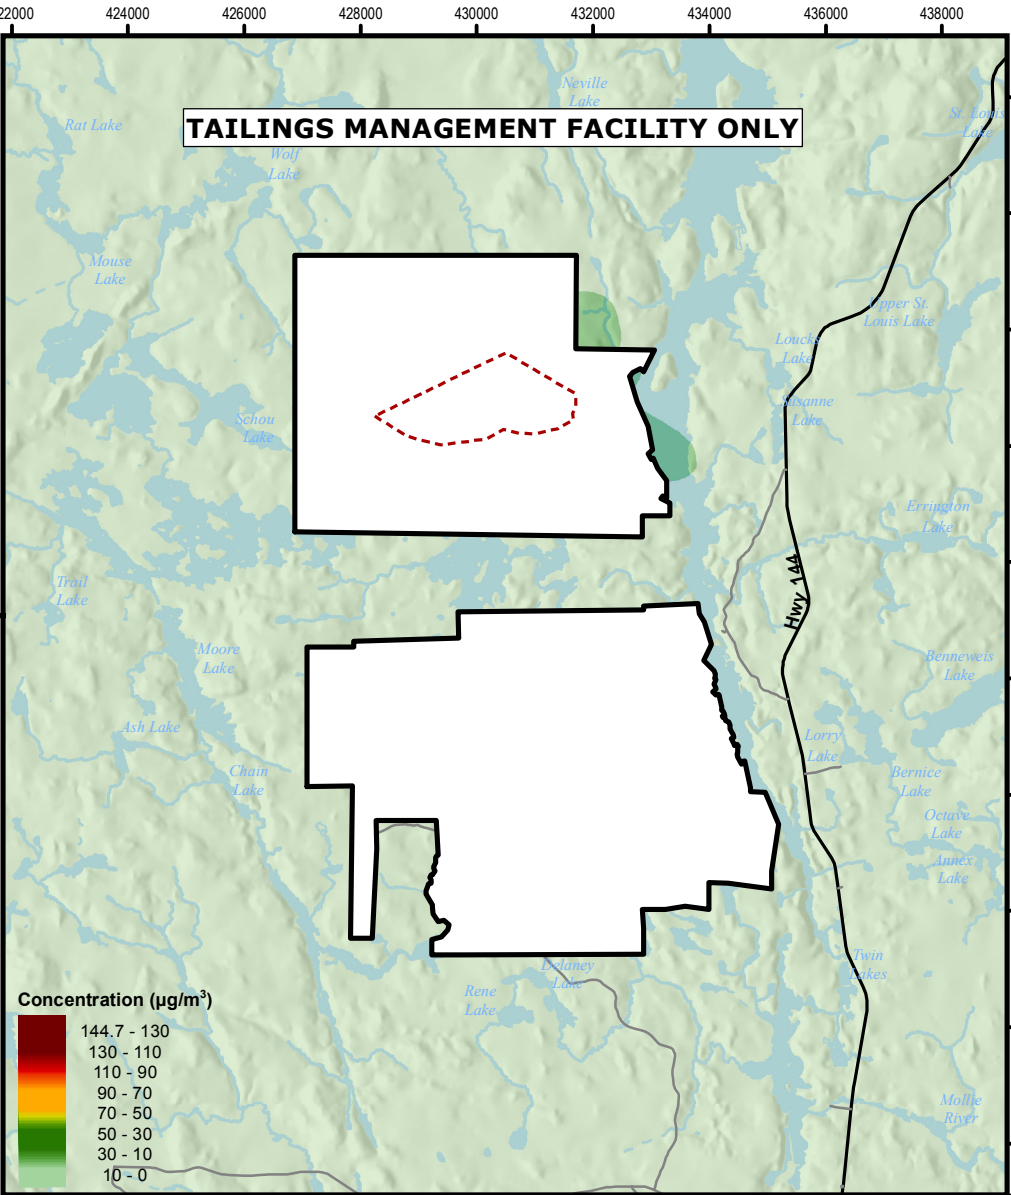 22000 424000 426000 428000 430000 432000 434000 436000 438000
Neville
Lake
TAILINGS MANAGEMENT FACILITY ONLY
Rat Lake
St. Louis
Lake
Wolf
Lake
Mouse
Lake
Upper St.
Louis Lake
Loucks
Lake
Susanne
Lake
Schou
Lake
Errington
Lake
Hwy 144
Trail
Lake
Moore
Lake
Benneweis
Lake
Ash Lake
Lorry
Lake
Chain
Lake
Bernice
Lake
Octave
Lake
Annex
Lake
Twin
Lakes
Delaney
Lake
Rene
Lake
Concentration (µg/m³)
144.7 - 130
130 - 110
110 - 90
90 - 70
70 - 50
50 - 30
30 - 10
10 - 0
Mollie
River